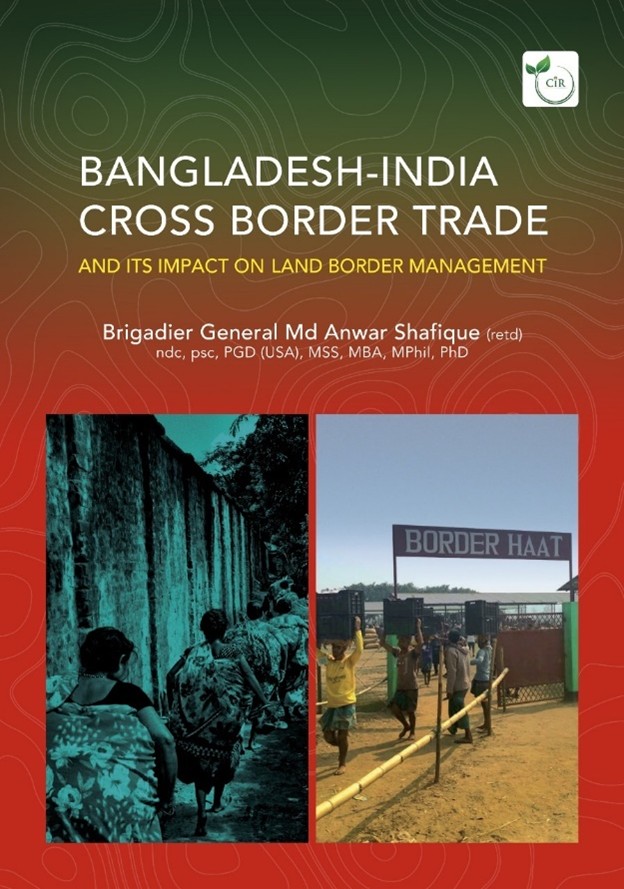 CiR
BANGLADESH-INDIA
CROSS BORDER TRADE
AND ITS IMPACT ON LAND BORDER MANAGEMENT
Brigadier General Md Anwar Shafique (retd)
ndc, psc, PGD (USA), MSS, MBA, MPhil, PhD
BORDER HAAT